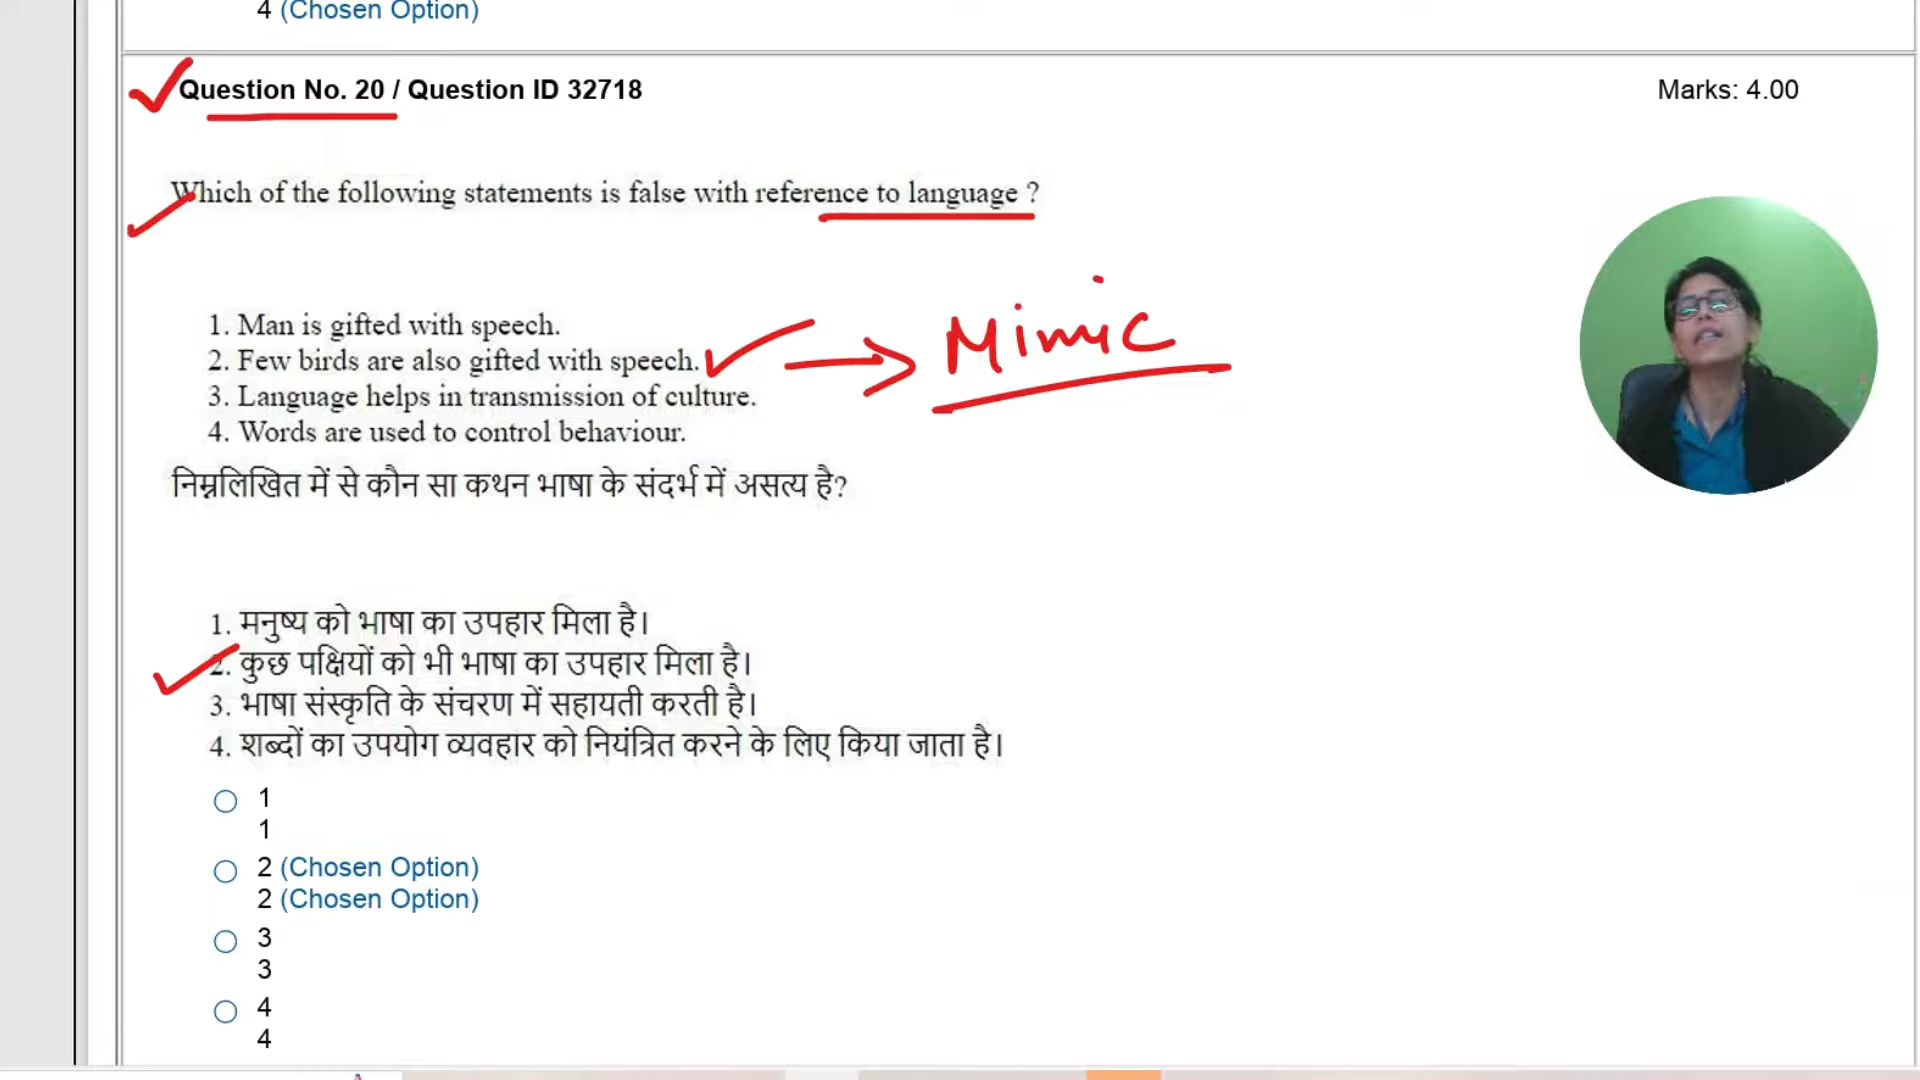 4 (Chosen Option)
Question No. 20 / Question ID 32718 Marks: 4.00
Which of the following statements is false with reference to language ?
1. Man is gifted with speech.
2. Few birds are also gifted with speech. → Mimic
3. Language helps in transmission of culture.
4. Words are used to control behaviour.
निम्नलिखित में से कौन सा कथन भाषा के संदर्भ में असत्य है?
1. मनुष्य को भाषा का उपहार मिला है।
2. कुछ पक्षियों को भी भाषा का उपहार मिला है।
3. भाषा संस्कृति के संचरण में सहायती करती है।
4. शब्दों का उपयोग व्यवहार को नियंत्रित करने के लिए किया जाता है।
1
1
2 (Chosen Option)
2 (Chosen Option)
3
3
4
4